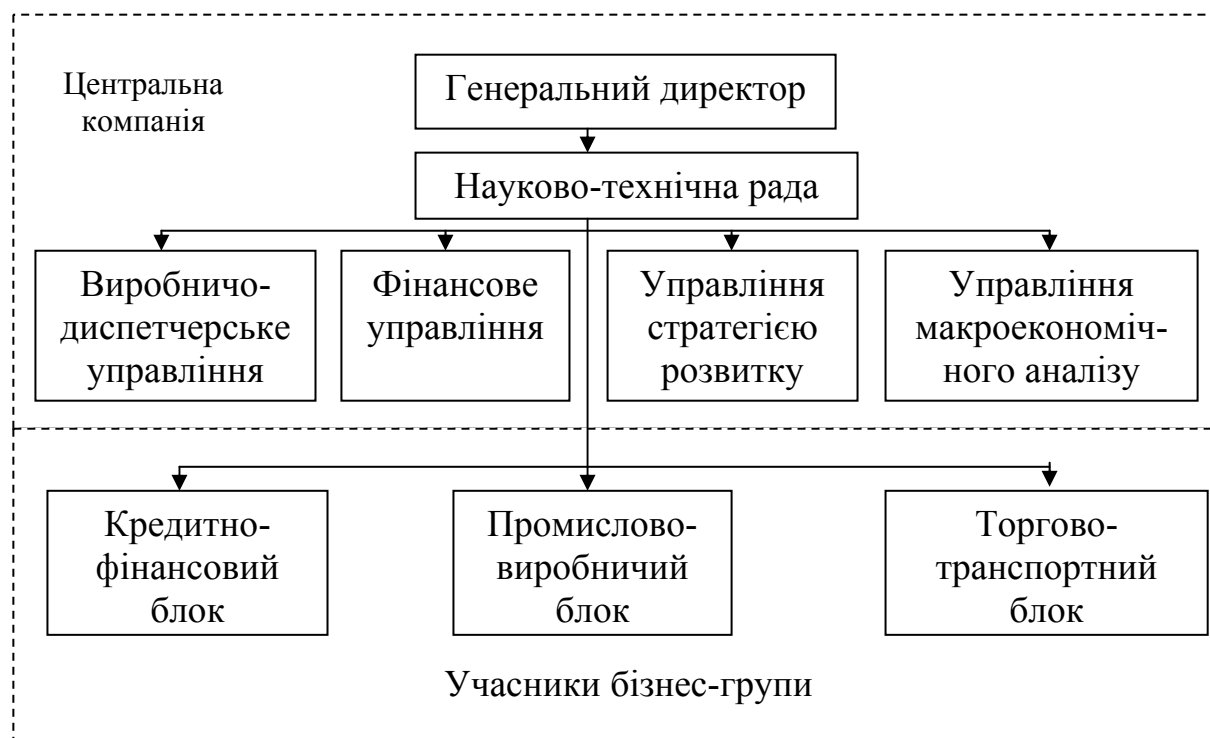 Центральна
компанія
Генеральний директор
Науково-технічна рада
Виробничо-
диспетчерське
управління
Фінансове
управління
Управління
стратегією
розвитку
Управління
макроекономіч-
ного аналізу
Кредитно-
фінансовий
блок
Промислово-
виробничий
блок
Торгово-
транспортний
блок
Учасники бізнес-групи